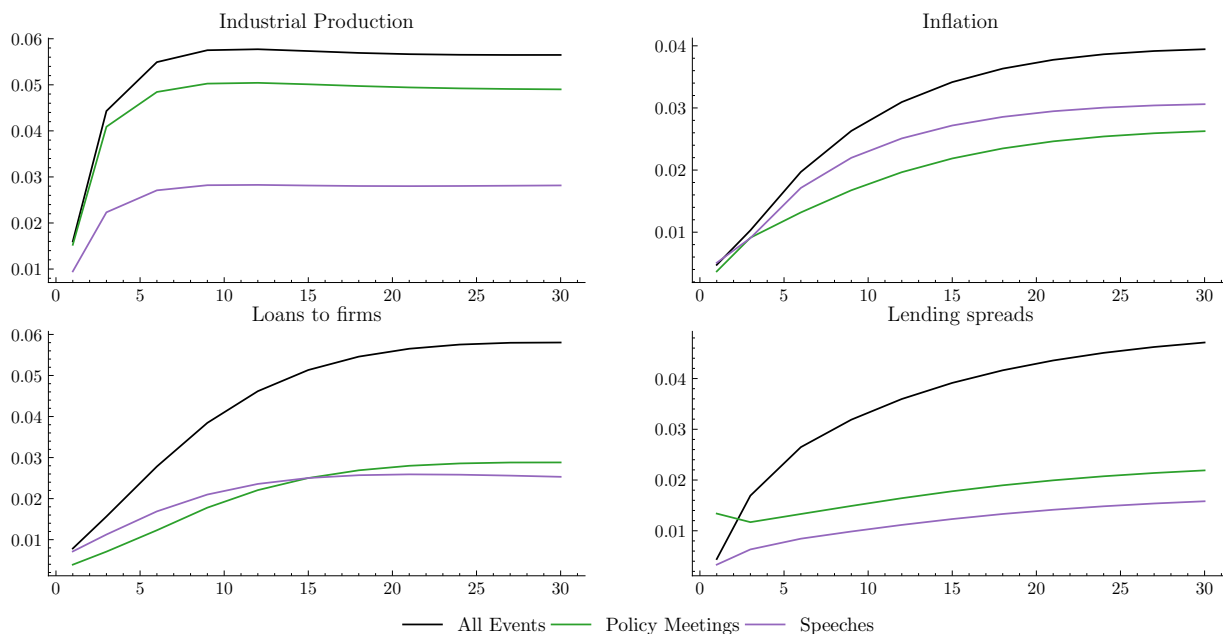 Industrial Production
0.06
0.05
0.04
0.03
0.02
0.01
0 5 10 15 20 25 30
Inflation
0.04
0.03
0.02
0.01
0 5 10 15 20 25 30
Loans to firms
0.06
0.05
0.04
0.03
0.02
0.01
0 5 10 15 20 25 30
Lending spreads
0.04
0.03
0.02
0.01
0 5 10 15 20 25 30
All Events Policy Meetings Speeches